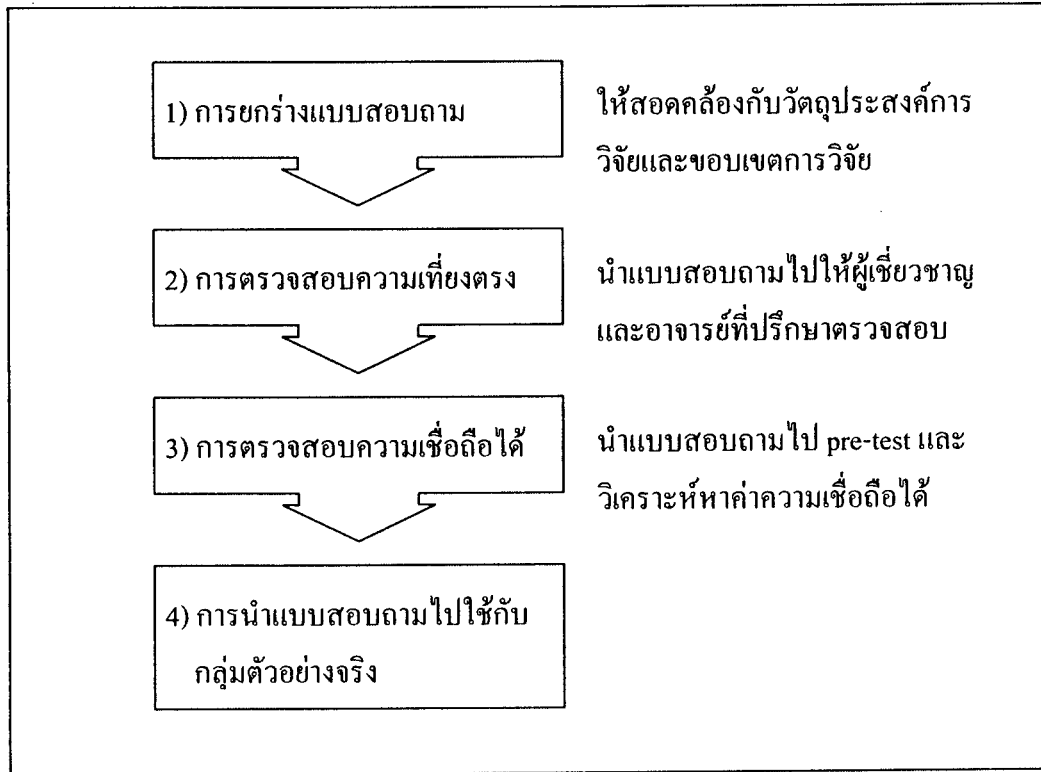 1) การยกร่างแบบสอบถาม
ให้สอดคล้องกับวัตถุประสงค์การ
วิจัยและขอบเขตการวิจัย
2) การตรวจสอบความเที่ยงตรง
นำแบบสอบถามไปให้ผู้เชี่ยวชาญ
และอาจารย์ที่ปรึกษาตรวจสอบ
3) การตรวจสอบความเชื่อถือได้
นำแบบสอบถามไป pre-test และ
วิเคราะห์หาค่าความเชื่อถือได้
4) การนำแบบสอบถามไปใช้กับ
กลุ่มตัวอย่างจริง